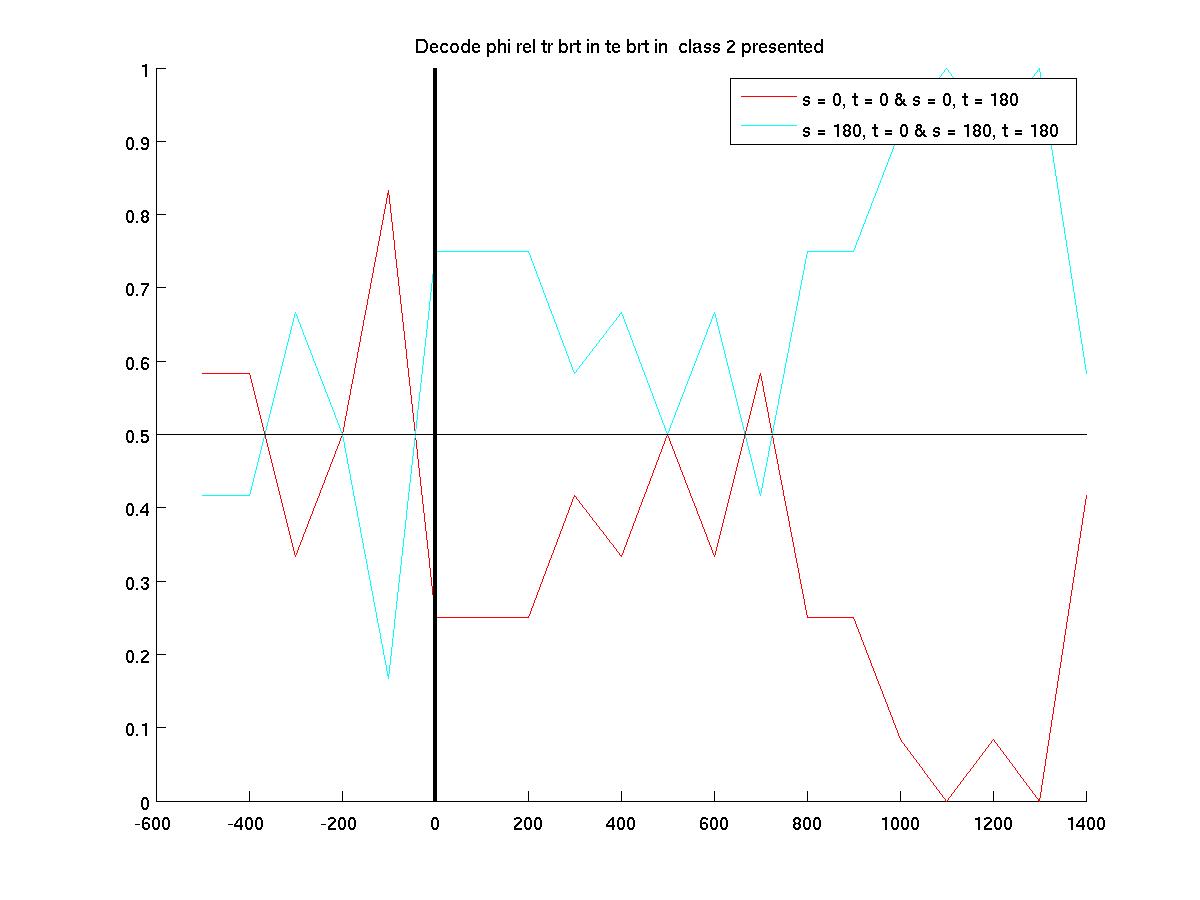 Decode phi rel tr brt in te brt in  class 2 presented
s = 0, t = 0 & s = 0, t = 180
s = 180, t = 0 & s = 180, t = 180
1
0.9
0.8
0.7
0.6
0.5
0.4
0.3
0.2
0.1
0
-600 -400 -200 0 200 400 600 800 1000 1200 1400